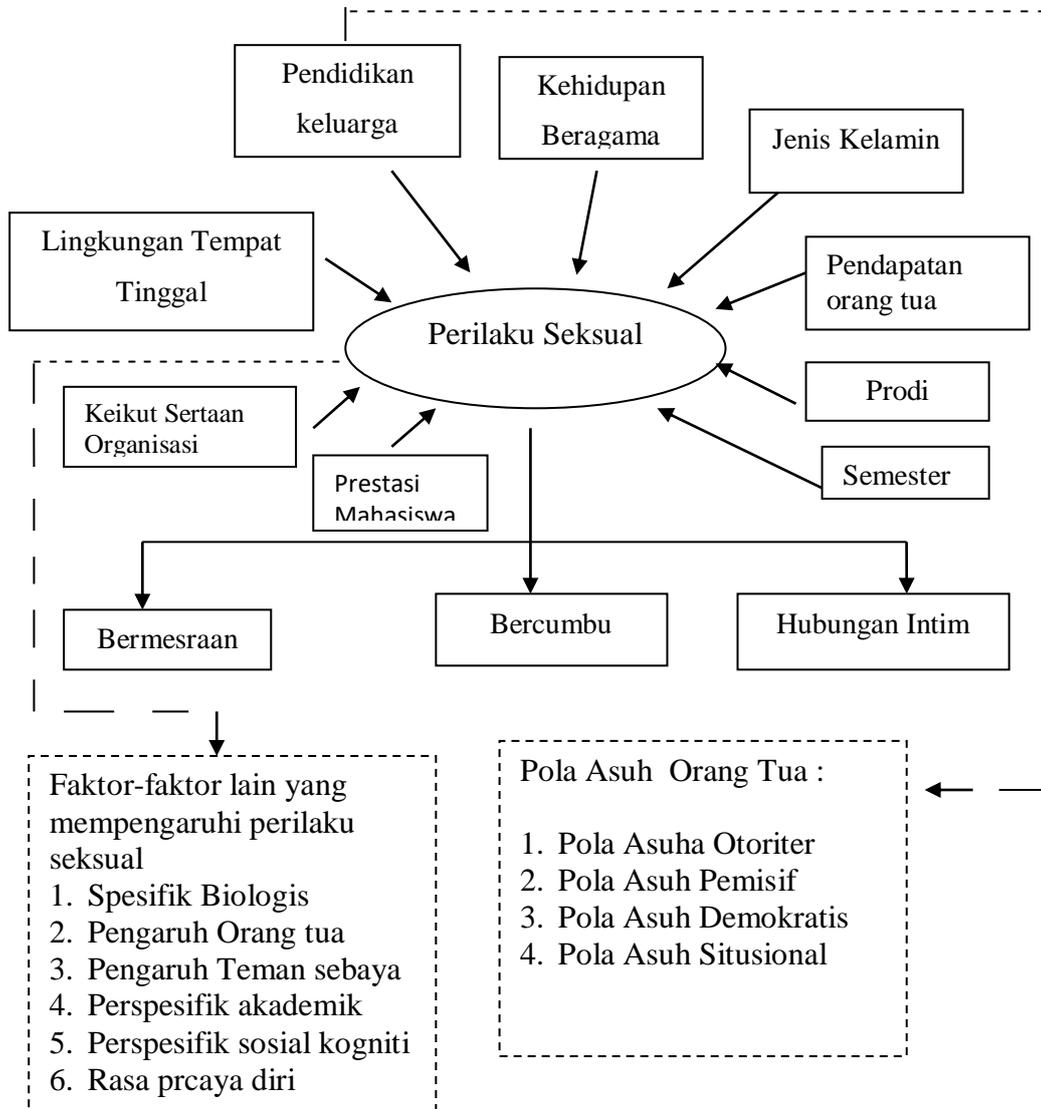 Pendidikan
keluarga
Kehidupan
Beragama
Jenis Kelamin
Lingkungan Tempat
Tinggal
Pendapatan
orang tua
Perilaku Seksual
Prodi
Keikut Sertaan
Organisasi
Semester
Prestasi
Mahasiswa
Bermesraan
Bercumbu
Hubungan Intim
Faktor-faktor lain yang
mempengaruhi perilaku
seksual
1. Spesifik Biologis
2. Pengaruh Orang tua
3. Pengaruh Teman sebaya
4. Perspesifik akademik
5. Perspesifik sosial kogniti
6. Rasa prcaya diri
Pola Asuh Orang Tua :
1. Pola Asuha Otoriter
2. Pola Asuh Pemisif
3. Pola Asuh Demokratis
4. Pola Asuh Situsional